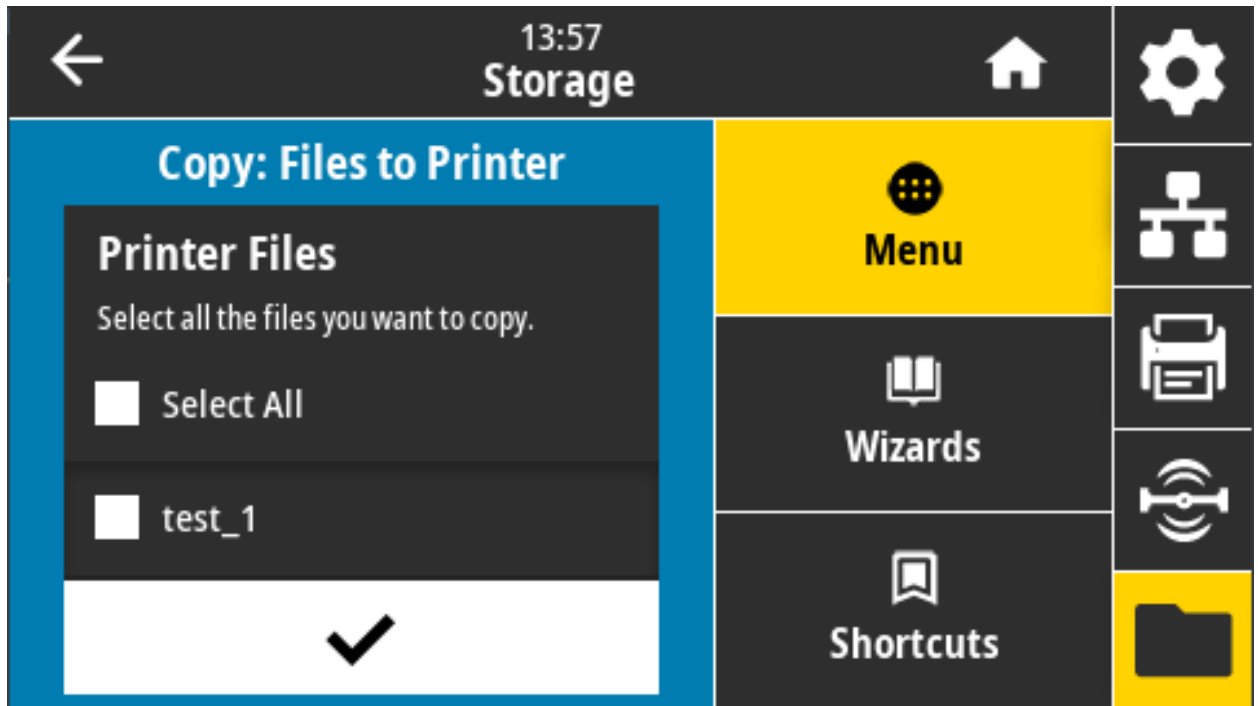 13:57
Storage
Copy: Files to Printer
Printer Files
Select all the files you want to copy.
Select All
test_1
Menu
Wizards
Shortcuts